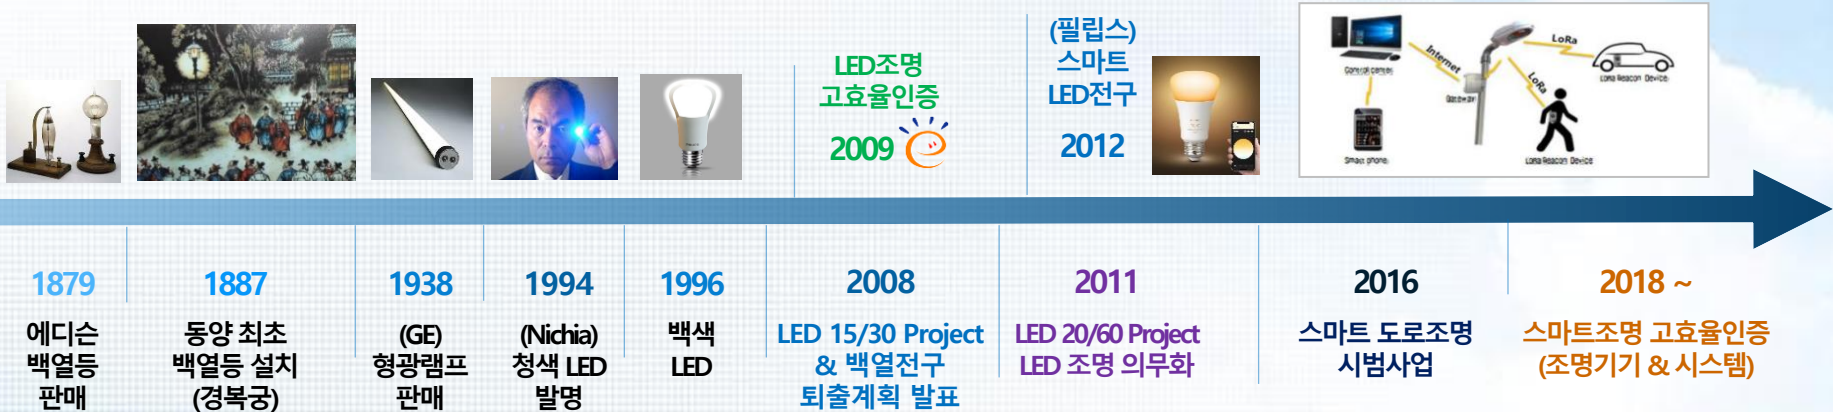 LED조명
고효율인증
2009
(필립스)
스마트
LED전구
2012
Control center
Internet
LoRa
LoRa
Smart phone
1879
에디슨
백열등
판매
1887
동양 최초
백열등 설치
(경복궁)
1938
(GE)
형광램프
판매
1994
(Nichia)
청색 LED
발명
1996
백색
LED
2008
LED 15/30 Project
& 백열전구
퇴출계획 발표
2011
LED 20/60 Project
LED 조명 의무화
2016
스마트 도로조명
시범사업
2018 ~
스마트조명 고효율인증
(조명기기 & 시스템)